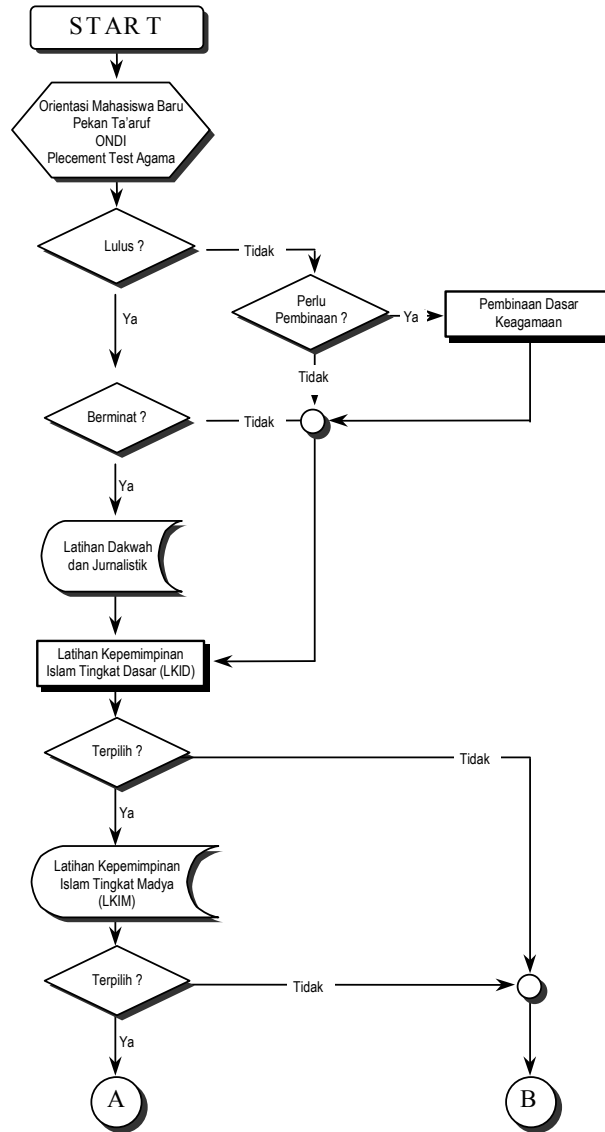 START
Orientasi Mahasiswa Baru
Pekan Ta'aruf
ONDI
Plecement Test Agama
Lulus ?
Tidak
Perlu
Pembinaan ?
Ya
Pembinaan Dasar
Keagamaan
Ya
Tidak
Berminat ?
Tidak
Ya
Latihan Dakwah
dan Jurnalistik
Latihan Kepemimpinan
Islam Tingkat Dasar (LKID)
Terpilih ?
Tidak
Ya
Latihan Kepemimpinan
Islam Tingkat Madya
(LKIM)
Terpilih ?
Tidak
Ya
A
B